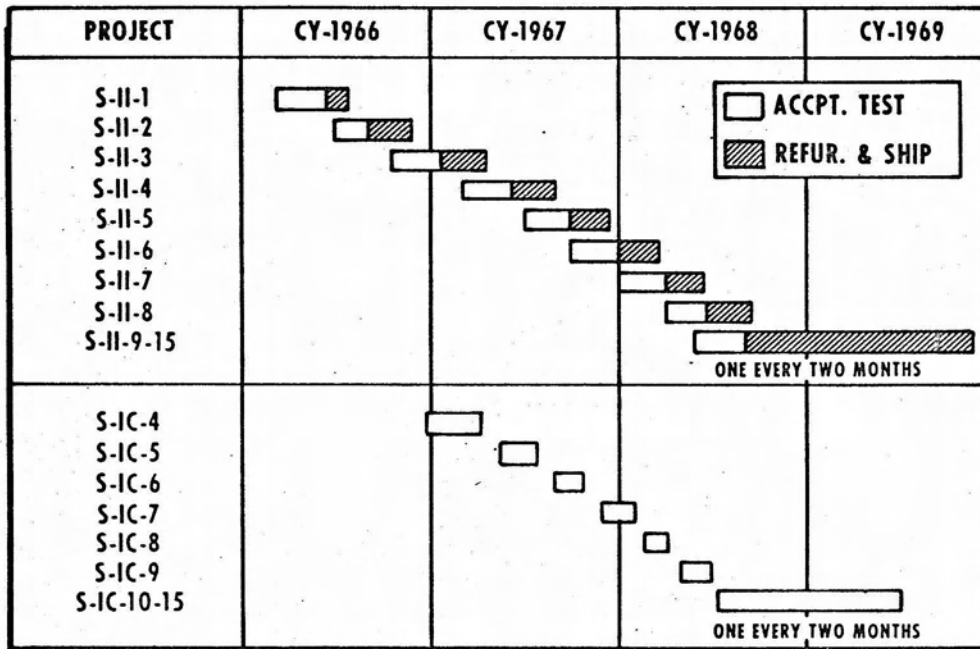 PROJECT CY-1966 CY-1967 CY-1968 CY-1969
ACCPT. TEST
REFUR. & SHIP
S-II-1
S-II-2
S-II-3
S-II-4
S-II-5
S-II-6
S-II-7
S-II-8
S-II-9-15
ONE EVERY TWO MONTHS
S-IC-4
S-IC-5
S-IC-6
S-IC-7
S-IC-8
S-IC-9
S-IC-10-15
ONE EVERY TWO MONTHS